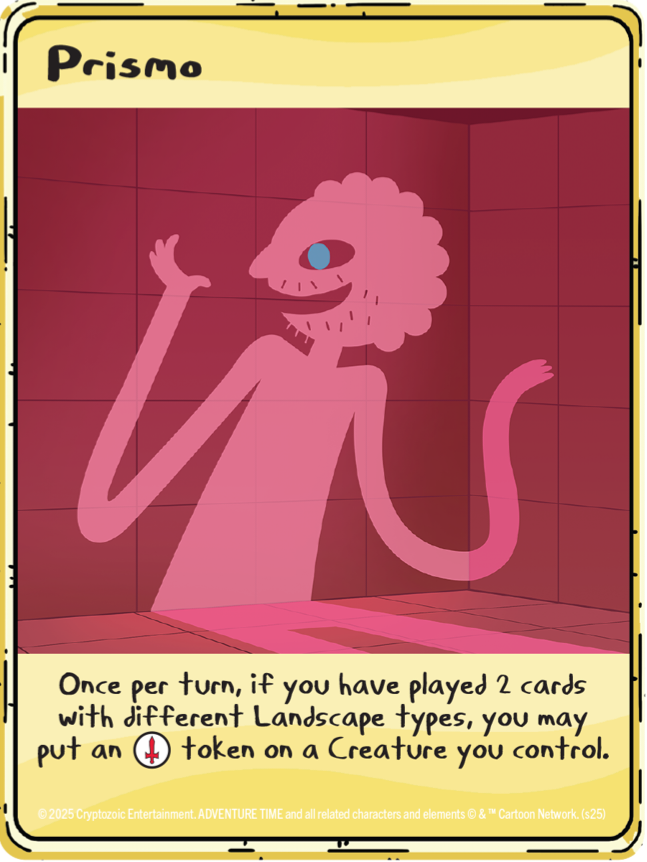 Prismo
Once per turn, if you have played 2 cards
with different Landscape types, you may
put an token on a Creature you control.
© 2025 Cryptozoic Entertainment. ADVENTURE TIME and all related characters and elements © & ™ Cartoon Network. (s25)